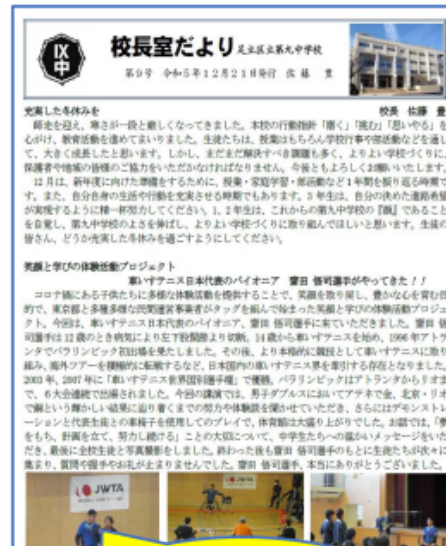 校長室だより 足立区立第九中学校
第9号 令和5年12月21日発行 佐藤 豊
充実した冬休みを 校長 佐藤 豊
師走を迎え、寒さが一段と厳しくなってきました。本校の行動指針「磨く」「挑む」「思いやる」を
心がけ、教育活動を進めてまいりました。生徒たちは、授業はもちろん学校行事や部活動などを通し
て、大きく成長したと思います。しかし、まだまだ解決すべき課題も多く、よりよい学校づくりに、
保護者や地域の皆様のご協力をいただかなければなりません。今後ともよろしくお願いいたします。
12月は、新年度に向けた準備をするために、授業・家庭学習・部活動など1年間を振り返る時期で
す。また、自分自身の生活や行動を充実させる時期でもあります。3年生は、自分の決めた進路希望
が実現するように精一杯努力してください。1、2年生は、これからの第九中学校の『顔』であること
を自覚し、第九中学校のよさを伸ばし、よりよい学校づくりに取り組んでほしいと思います。生徒の
皆さん、どうか充実した冬休みを過ごすようにしてください。
笑顔と学びの体験活動プロジェクト
車いすテニス日本代表のパイオニア 齋田 悟司選手がやってきた!!
コロナ禍にある子供たちに多様な体験活動を提供することで、笑顔を取り戻し、豊かな心を育む目
的で、東京都と多種多様な民間運営事業者がタッグを組んで始まった笑顔と学びの体験活動プロジェ
クト。今回は、車いすテニス日本代表のパイオニア、齋田 悟司選手に来ていただきました。齋田 悟
司選手は12歳のとき病気により左下肢関節より切断、14歳から車いすテニスを始め、1996年アトラ
ンタでパラリンピック初出場を果たしました。その後、より本格的に競技として車いすテニスに取り
組み、海外ツアーを積極的に転戦するなど、日本国内の車いすテニス界を牽引する存在となりました。
2003年、2007年に「車いすテニス世界国別選手権」で優勝。パラリンピックはアトランタからリオま
で、6大会連続で出場されました。今回の講演では、男子ダブルスにおいてアテネで金、北京・リオ
で銅という輝かしい結果に辿り着くまでの努力や体験談を聞かせていただき、さらにはデモンストレ
ーションと代表生徒との車椅子を使用してのプレイで、体育館は大盛り上がりでした。お話では、「夢
をもち、計画を立て、努力し続ける」ことの大切について、中学生たちへの温かいメッセージをいた
だき、最後に全校生徒と写真撮影をしました。終わった後も齋田 悟司選手のもとに生徒たちが次々に
集まり、質問や握手やお礼が止まりませんでした。齋田 悟司選手、本当にありがとうございました。
JWTA
JWTA